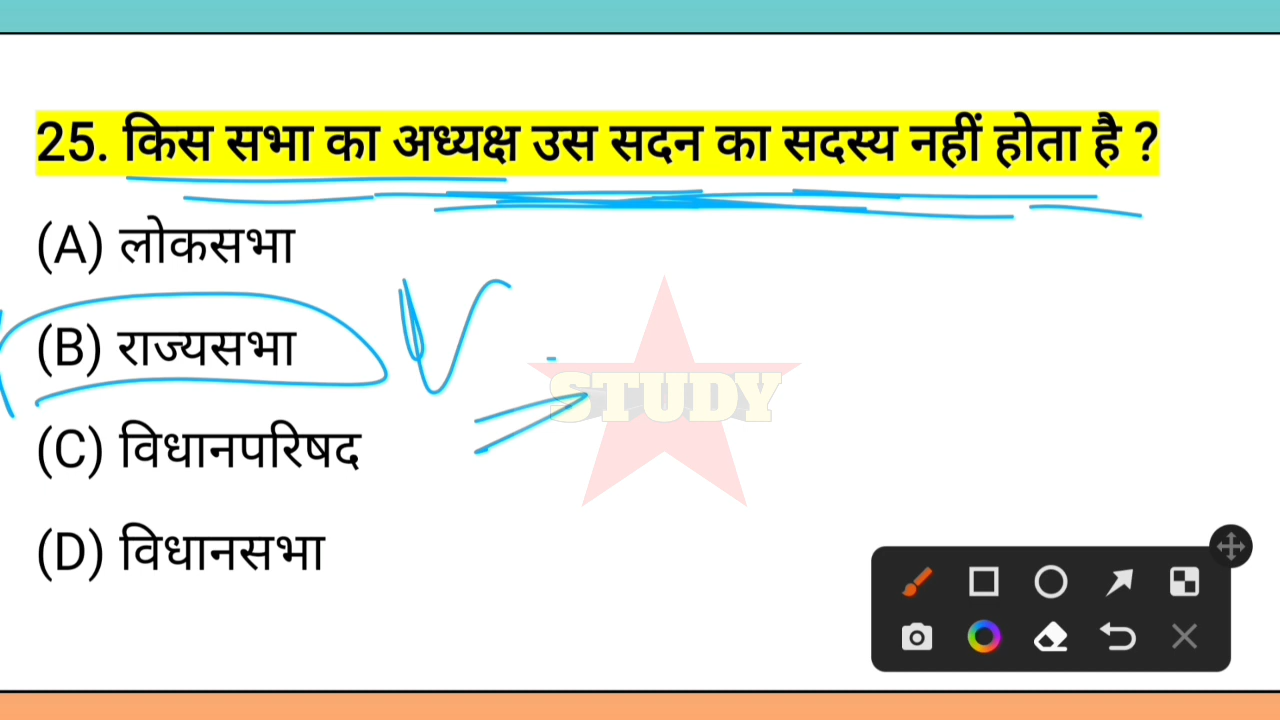 25. किस सभा का अध्यक्ष उस सदन का सदस्य नहीं होता है ?
(A) लोकसभा
(B) राज्यसभा
(C) विधानपरिषद
(D) विधानसभा
STUDY